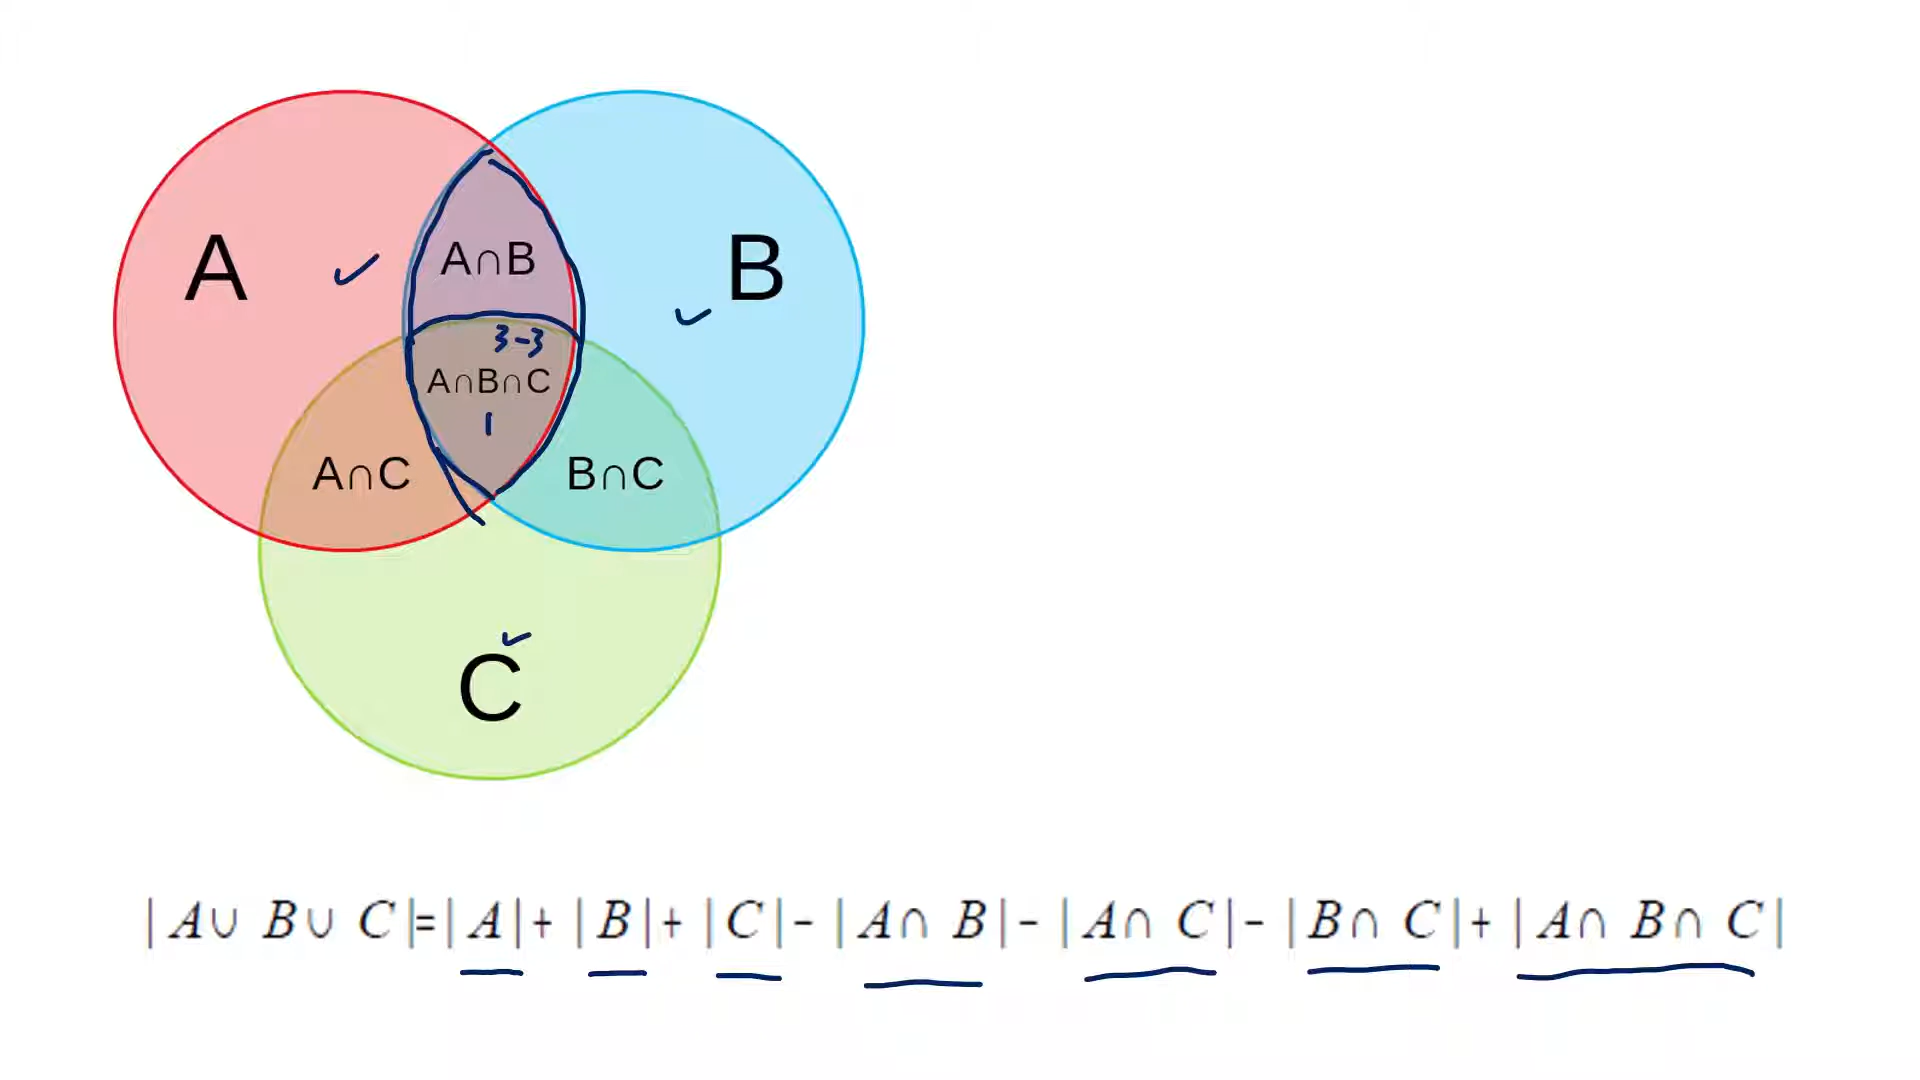 A
B
A∩B
3-3
A∩B∩C
1
A∩C
B∩C
C
|A∪ B∪ C|=|A|+ |B|+ |C|- |A∩ B|- |A∩ C|- |B∩ C|+ |A∩ B∩ C|